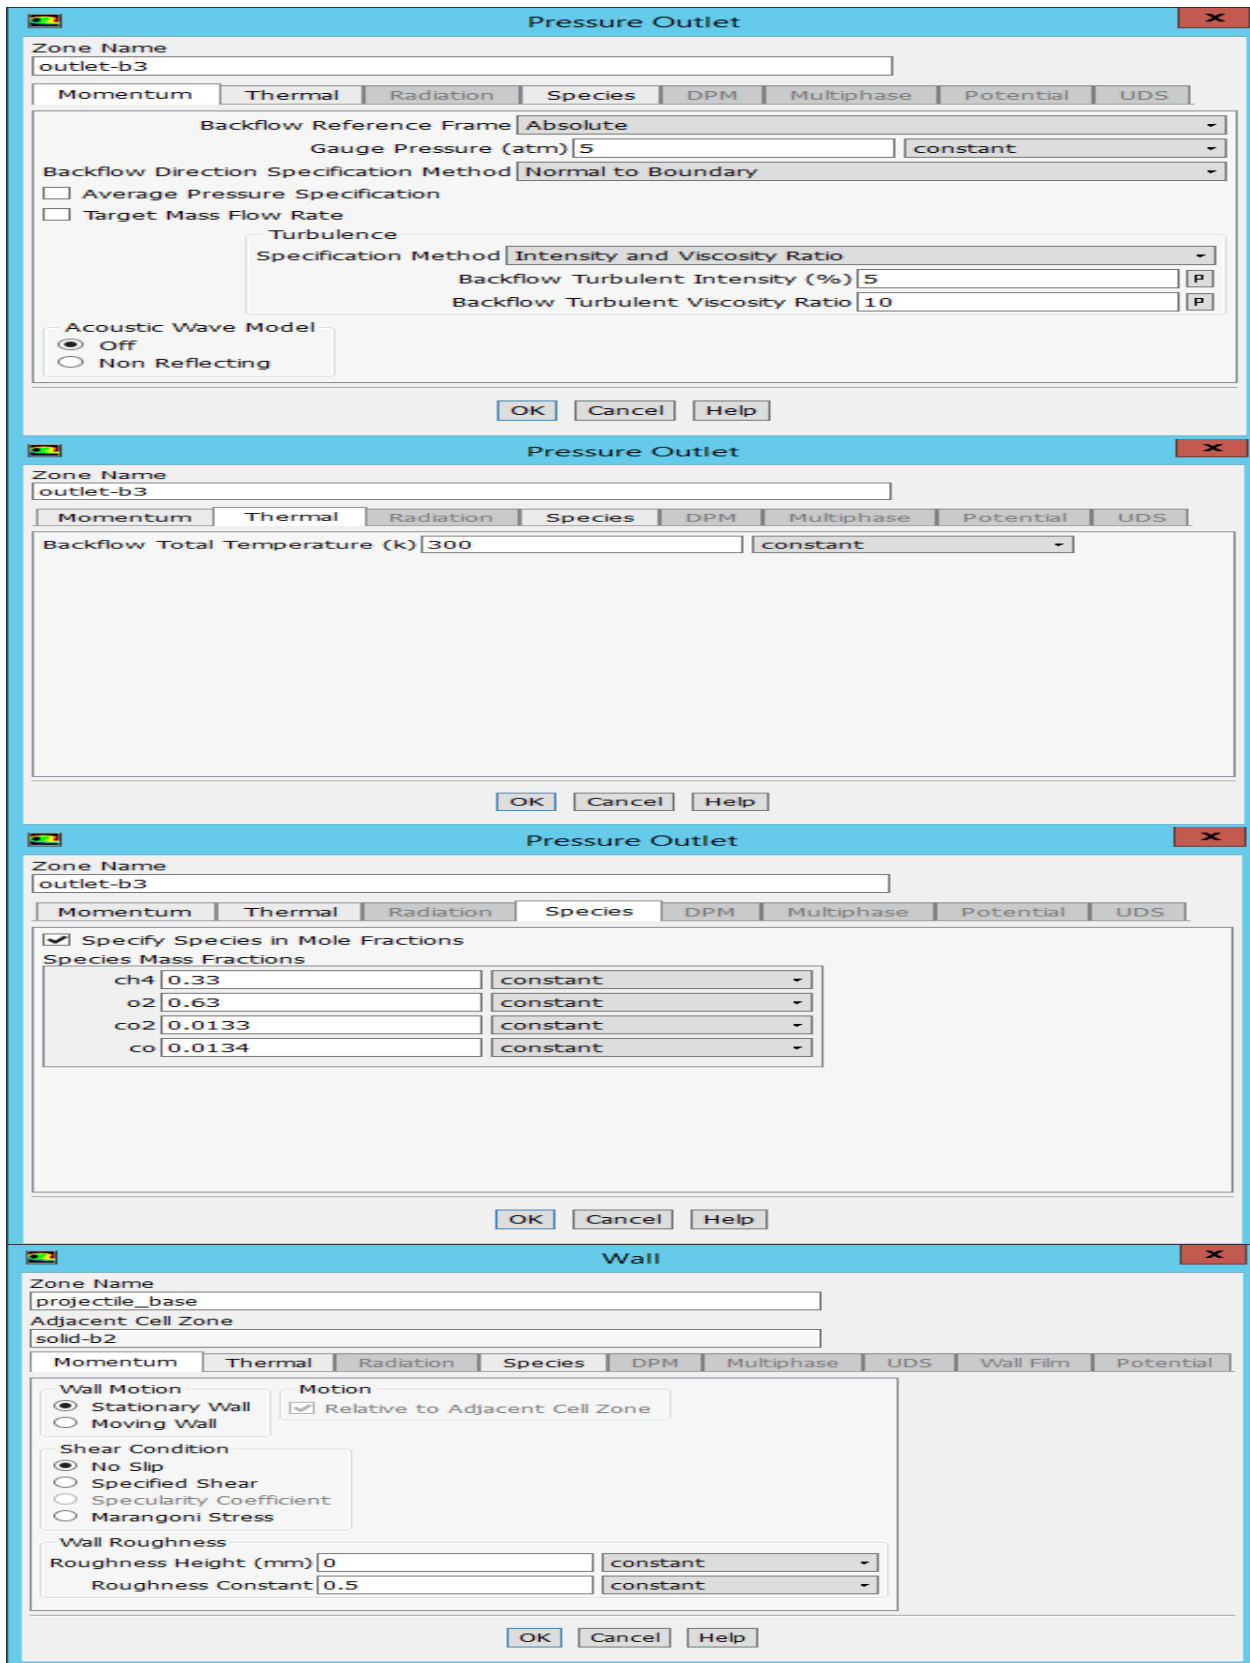 Pressure Outlet
Zone Name
outlet-b3
Momentum Thermal Radiation Species DPM Multiphase Potential UDS
Backflow Reference Frame Absolute
Gauge Pressure (atm) 5 constant
Backflow Direction Specification Method Normal to Boundary
Average Pressure Specification
Target Mass Flow Rate
Turbulence
Specification Method Intensity and Viscosity Ratio
Backflow Turbulent Intensity (%) 5 P
Backflow Turbulent Viscosity Ratio 10 P
Acoustic Wave Model
Off
Non Reflecting
OK Cancel Help
Pressure Outlet
Zone Name
outlet-b3
Momentum Thermal Radiation Species DPM Multiphase Potential UDS
Backflow Total Temperature (k) 300 constant
OK Cancel Help
Pressure Outlet
Zone Name
outlet-b3
Momentum Thermal Radiation Species DPM Multiphase Potential UDS
Specify Species in Mole Fractions
Species Mass Fractions
ch4 0.33 constant
o2 0.63 constant
co2 0.0133 constant
co 0.0134 constant
OK Cancel Help
Wall
Zone Name
projectile_base
Adjacent Cell Zone
solid-b2
Momentum Thermal Radiation Species DPM Multiphase UDS Wall Film Potential
Wall Motion Motion
Stationary Wall Relative to Adjacent Cell Zone
Moving Wall
Shear Condition
No Slip
Specified Shear
Specularity Coefficient
Marangoni Stress
Wall Roughness
Roughness Height (mm) 0 constant
Roughness Constant 0.5 constant
OK Cancel Help